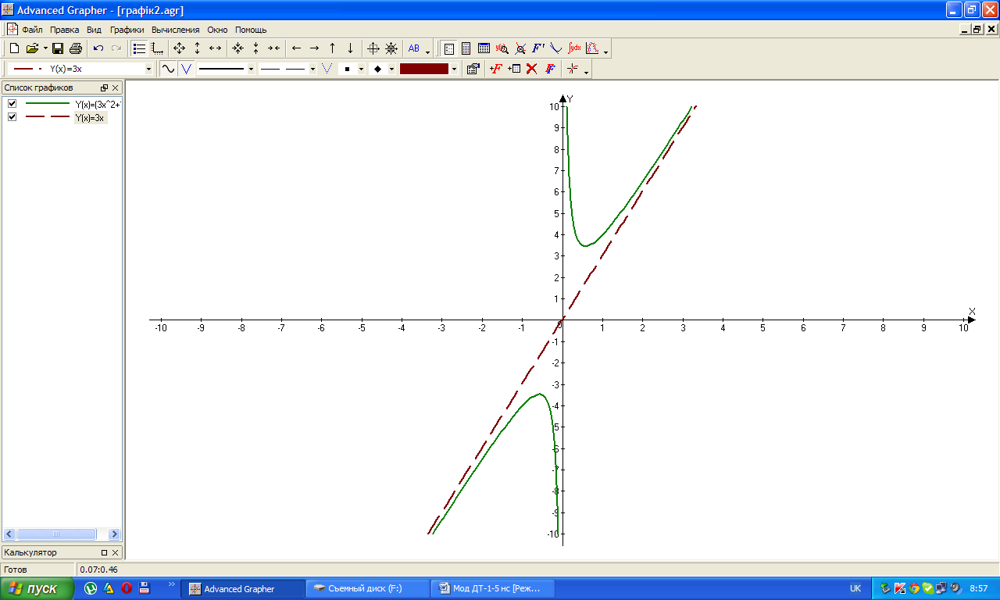 Advanced Grapher - [графік2.agr]
Файл Правка Вид Графики Вычисления Окно Помощь
AB y(x) F' ∫ydx
Y(x)=3x
+F F
Список графиков
Y(x)=(3x^2+
Y(x)=3x
Y
10
9
8
7
6
5
4
3
2
1
X
-10 -9 -8 -7 -6 -5 -4 -3 -2 -1 0 1 2 3 4 5 6 7 8 9 10
-1
-2
-3
-4
-5
-6
-7
-8
-9
-10
Калькулятор
Готов 0.07:0.46
пуск » Advanced Grapher Съемный диск (F:) Мод ДТ-1-5 нс [Реж... UK 8:57